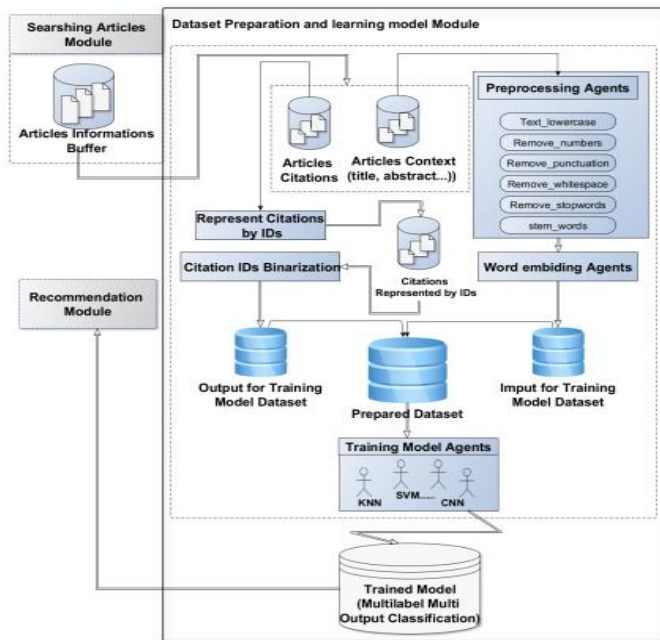 Searshing Articles
Module
Articles Informations
Buffer
Dataset Preparation and learning model Module
Articles
Citations
Articles Context
(title, abstract...))
Preprocessing Agents
Text_lowercase
Remove_numbers
Remove_punctuation
Remove_whitespace
Remove_stopwords
stem_words
Represent Citations
by IDs
Citations
Represented by IDs
Citation IDs Binarization
Word embiding Agents
Recommendation
Module
Output for Training
Model Dataset
Prepared Dataset
Imput for Training
Model Dataset
Training Model Agents
KNN
SVM......
CNN
Trained Model
(Multilabel Multi
Output Classification)